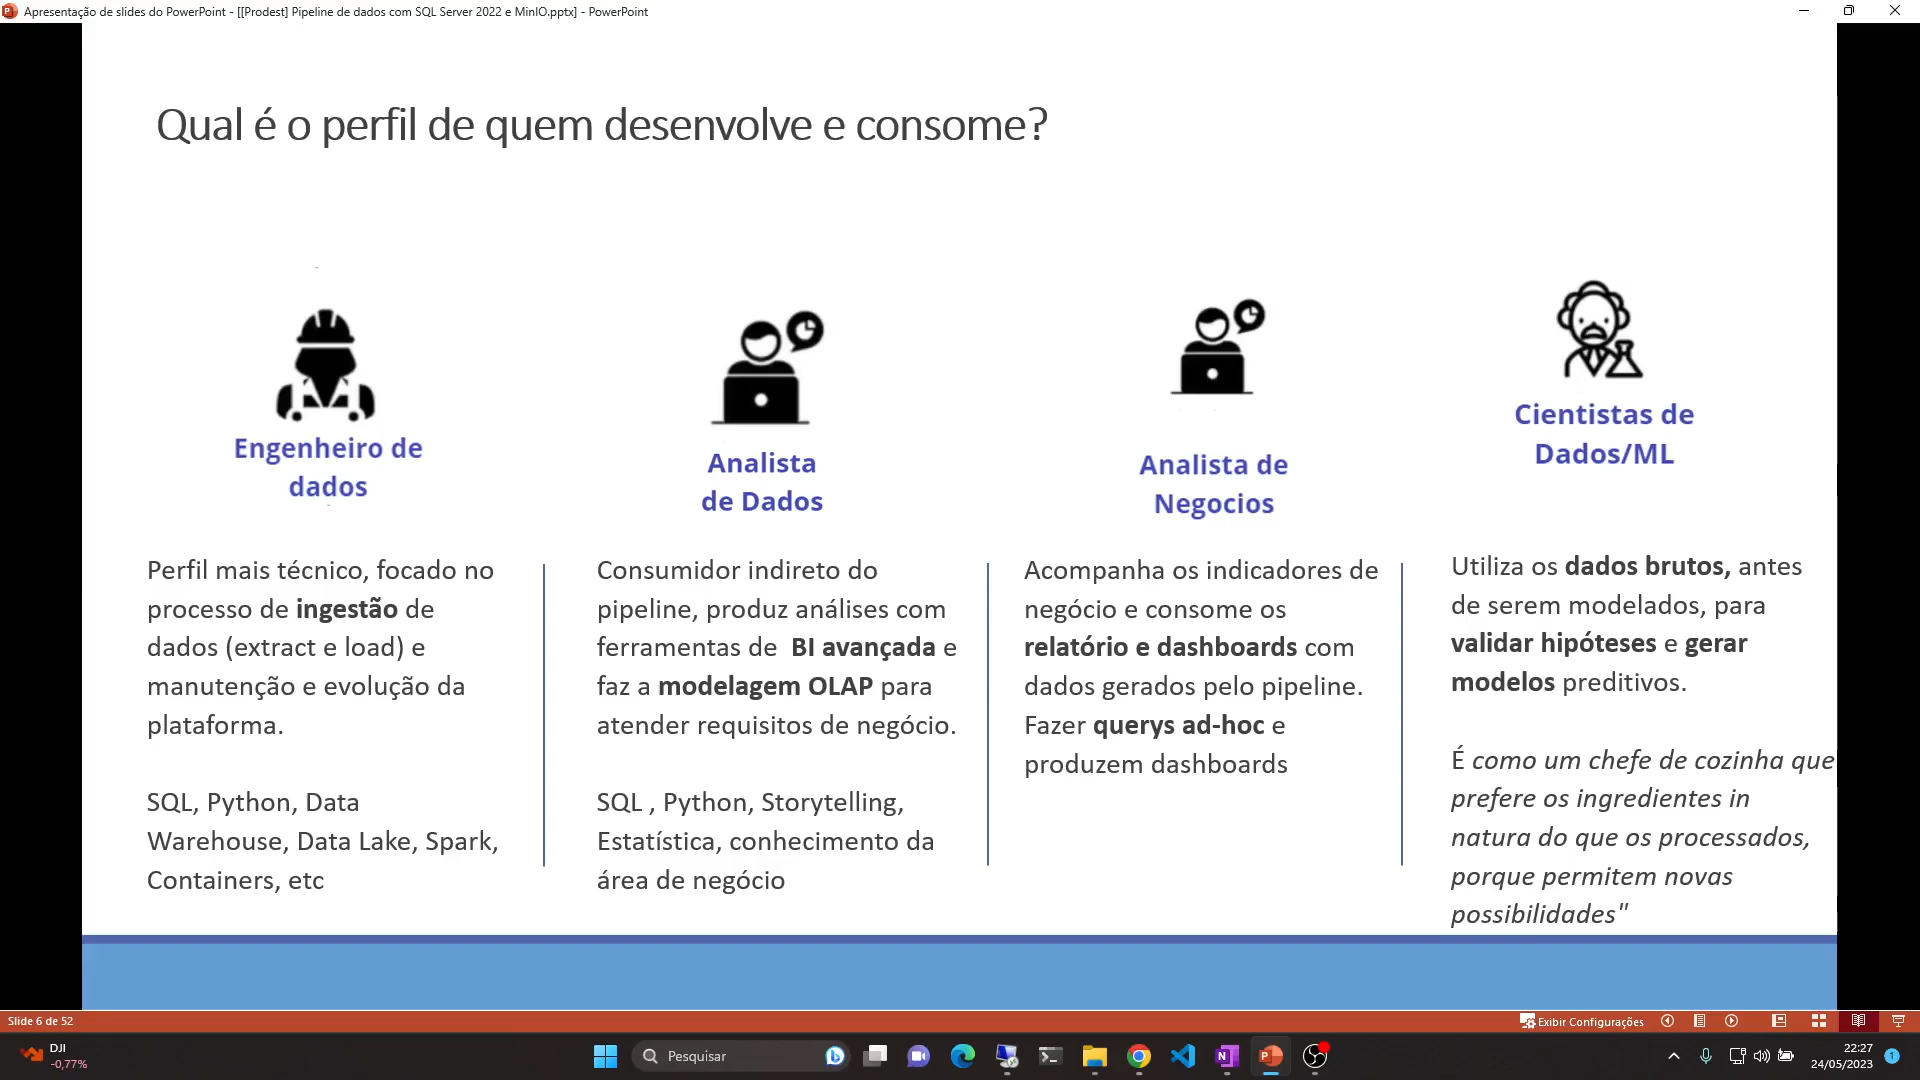 Apresentação de slides do PowerPoint - [[Prodest] Pipeline de dados com SQL Server 2022 e MinIO.pptx] - PowerPoint
Qual é o perfil de quem desenvolve e consome?
Engenheiro de
dados
Perfil mais técnico, focado no
processo de ingestão de
dados (extract e load) e
manutenção e evolução da
plataforma.
SQL, Python, Data
Warehouse, Data Lake, Spark,
Containers, etc
Analista
de Dados
Consumidor indireto do
pipeline, produz análises com
ferramentas de BI avançada e
faz a modelagem OLAP para
atender requisitos de negócio.
SQL , Python, Storytelling,
Estatística, conhecimento da
área de negócio
Analista de
Negocios
Acompanha os indicadores de
negócio e consome os
relatório e dashboards com
dados gerados pelo pipeline.
Fazer querys ad-hoc e
produzem dashboards
Cientistas de
Dados/ML
Utiliza os dados brutos, antes
de serem modelados, para
validar hipóteses e gerar
modelos preditivos.
É como um chefe de cozinha que
prefere os ingredientes in
natura do que os processados,
porque permitem novas
possibilidades"
Slide 6 de 52
Exibir Configurações
DJI
-0,77%
Pesquisar
22:27
24/05/2023
1